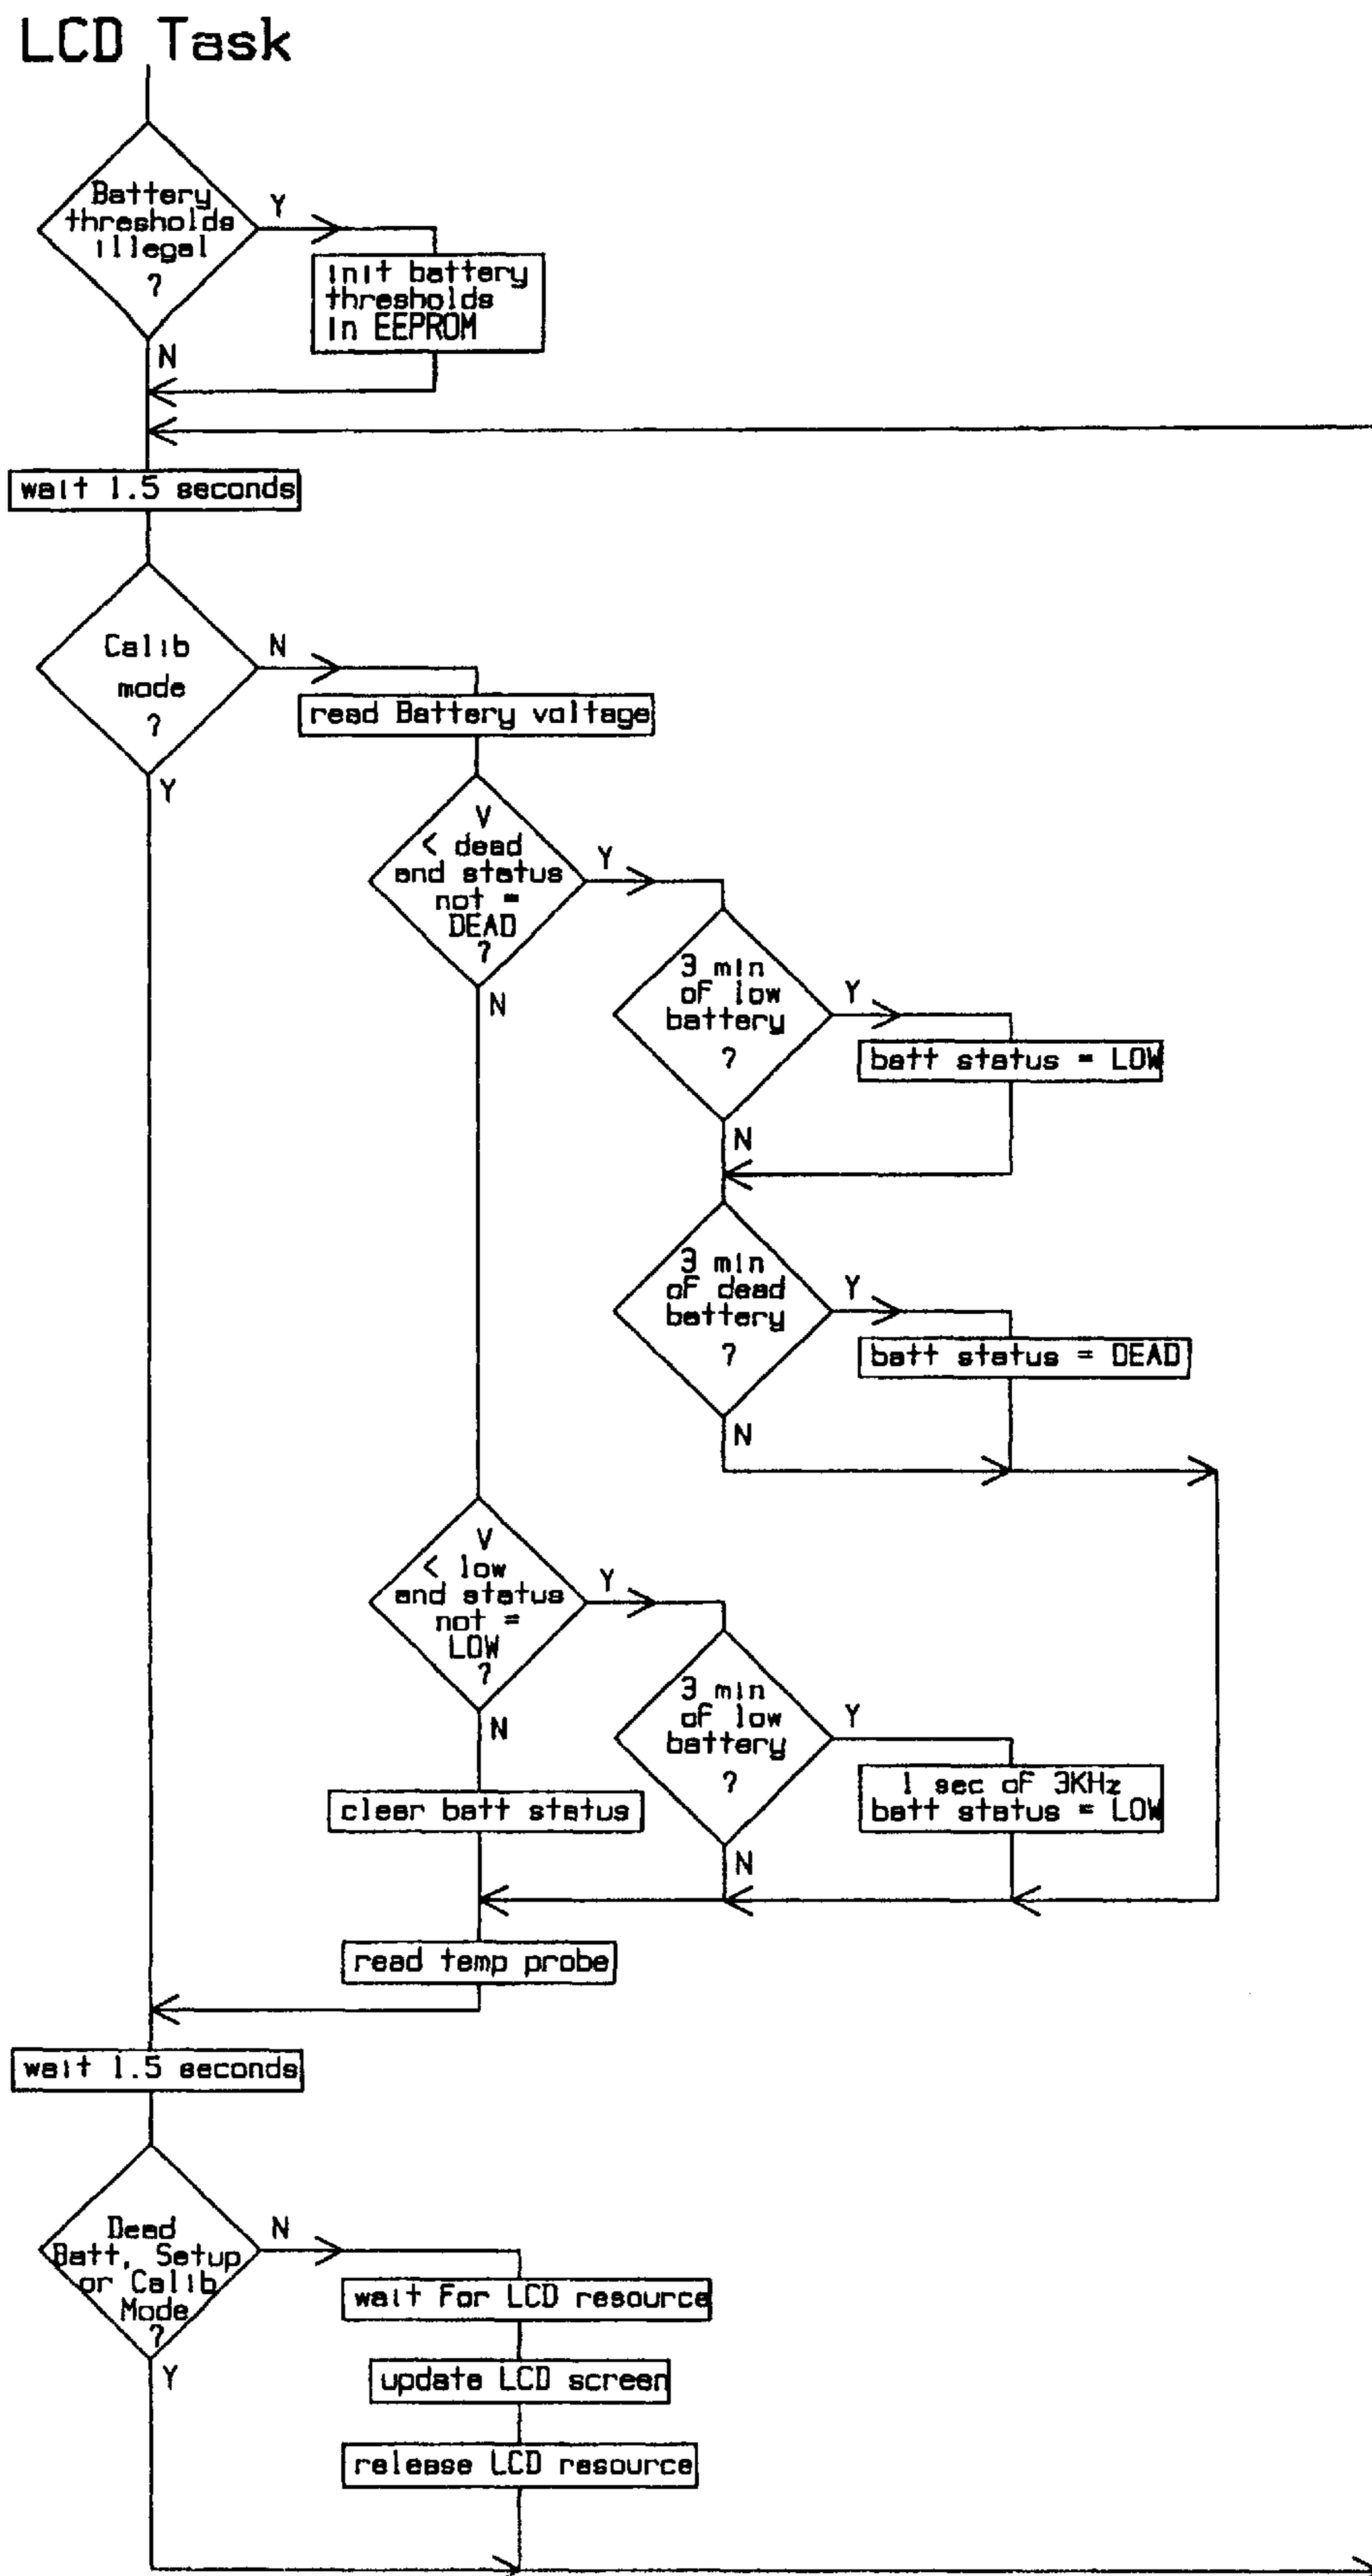 LCD Task
Battery
thresholds
illegal
?
Y
init battery
thresholds
in EEPROM
N
wait 1.5 seconds
Calib
mode
?
N
read Battery voltage
Y
V
< dead
and status
not =
DEAD
?
Y
N
3 min
of low
battery
?
Y
batt status = LOW
N
3 min
of dead
battery
?
Y
batt status = DEAD
N
V
< low
and status
not =
LOW
?
Y
N
3 min
of low
battery
?
Y
1 sec of 3KHz
batt status = LOW
N
clear batt status
read temp probe
wait 1.5 seconds
Dead
Batt, Setup
or Calib
Mode
?
N
wait for LCD resource
Y
update LCD screen
release LCD resource